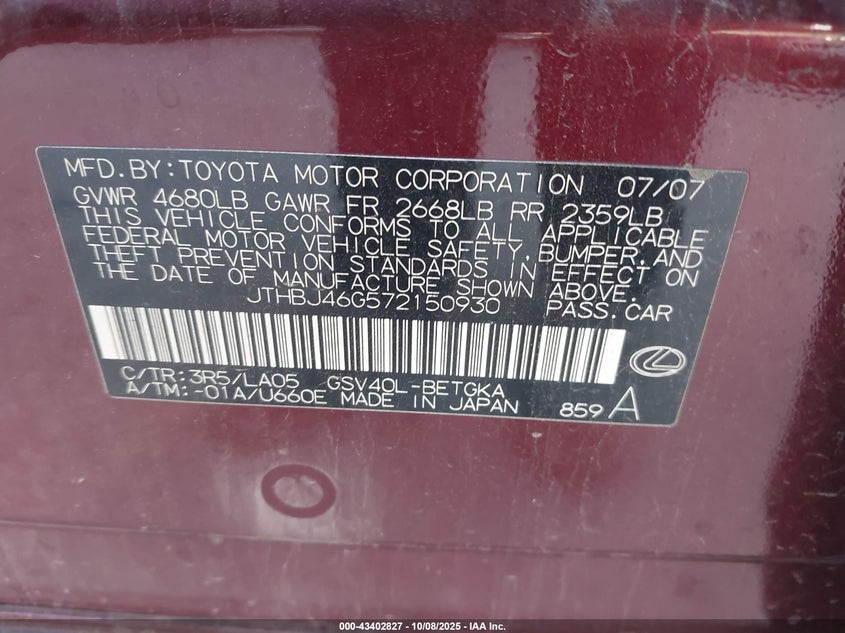 MFD.BY:TOYOTA MOTOR CORPORATION 07/07
GVWR 4680LB GAWR FR 2668LB RR 2359LB
THIS VEHICLE CONFORMS TO ALL APPLICABLE
FEDERAL MOTOR VEHICLE SAFETY,BUMPER,AND
THEFT PREVENTION STANDARDS IN EFFECT ON
THE DATE OF MANUFACTURE SHOWN ABOVE.
JTHBJ46G572150930 PASS.CAR
C/TR:3R5/LA05 GSV40L-BETGKA
A/TM:-01A/U660E MADE IN JAPAN 859A
000-43402827 - 10/08/2025 - IAA Inc.